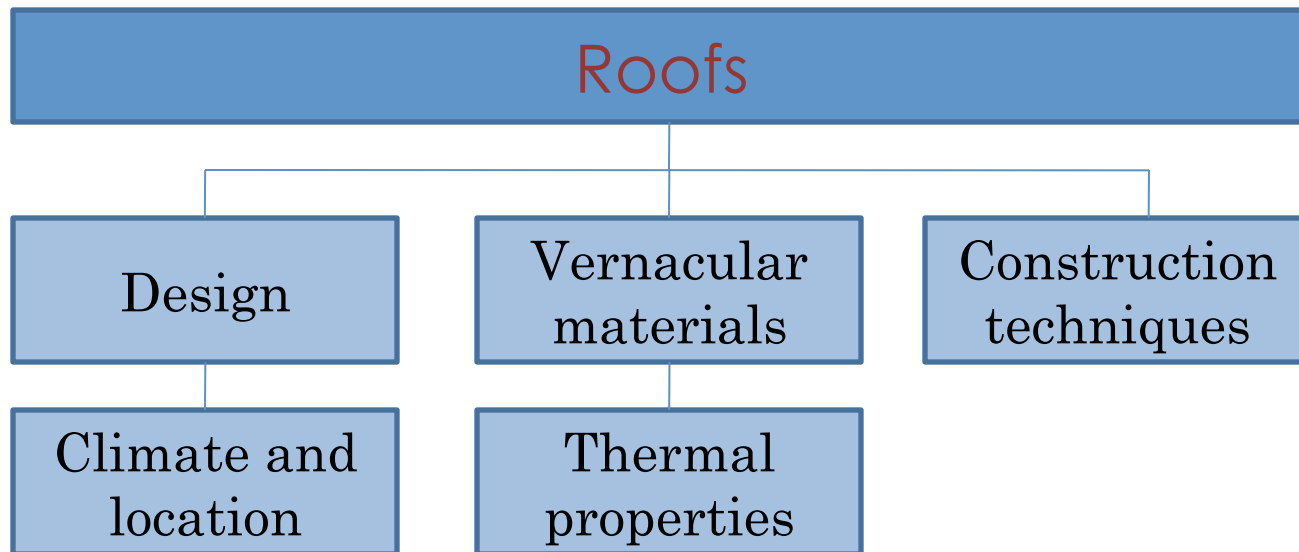 Roofs
Design
Vernacular
materials
Construction
techniques
Climate and
location
Thermal
properties